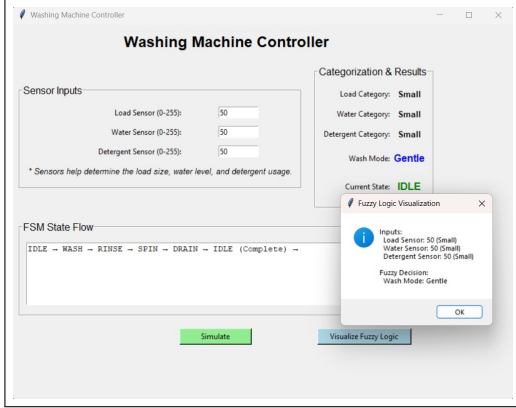 Washing Machine Controller
Washing Machine Controller
Sensor Inputs
Load Sensor (0-255): 50
Water Sensor (0-255): 50
Detergent Sensor (0-255): 50
* Sensors help determine the load size, water level, and detergent usage.
Categorization & Results
Load Category: Small
Water Category: Small
Detergent Category: Small
Wash Mode: Gentle
Current State: IDLE
FSM State Flow
IDLE → WASH → RINSE → SPIN → DRAIN → IDLE (Complete) →
Simulate
Visualize Fuzzy Logic
Fuzzy Logic Visualization
Inputs:
Load Sensor: 50 (Small)
Water Sensor: 50 (Small)
Detergent Sensor: 50 (Small)
Fuzzy Decision:
Wash Mode: Gentle
OK